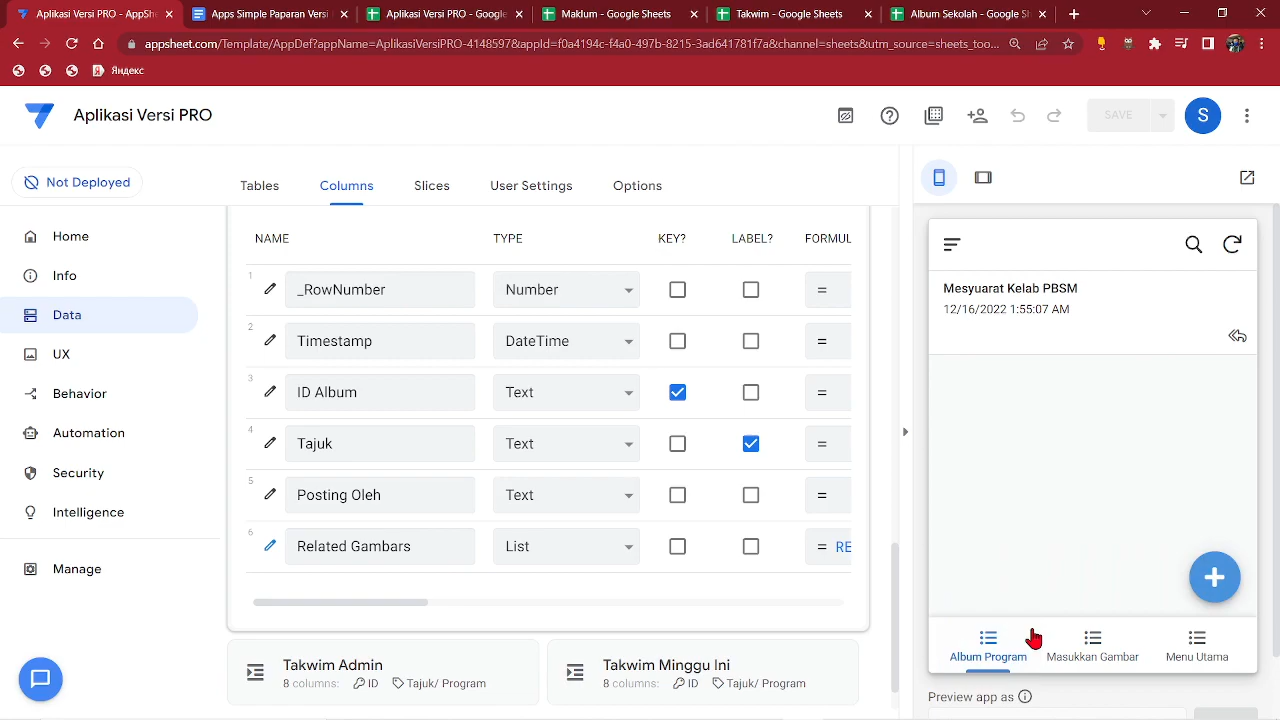 Aplikasi Versi PRO - AppShe
Apps Simple Paparan Versi
Aplikasi Versi PRO - Google
Maklum - Google Sheets
Takwim - Google Sheets
Album Sekolah - Google Sh
appsheet.com/Template/AppDef?appName=AplikasiVersiPRO-4148597&appId=f0a4194c-f4a0-497b-8215-3ad641781f7a&channel=sheets&utm_source=sheets_too...
Яндекс
Aplikasi Versi PRO
SAVE
S
Not Deployed
Tables
Columns
Slices
User Settings
Options
Home
Info
Data
UX
Behavior
Automation
Security
Intelligence
Manage
NAME TYPE KEY? LABEL? FORMUL
1 _RowNumber Number =
2 Timestamp DateTime =
3 ID Album Text =
4 Tajuk Text =
5 Posting Oleh Text =
6 Related Gambars List = RE
Takwim Admin
8 columns: ID Tajuk/ Program
Takwim Minggu Ini
8 columns: ID Tajuk/ Program
Mesyuarat Kelab PBSM
12/16/2022 1:55:07 AM
Album Program
Masukkan Gambar
Menu Utama
Preview app as